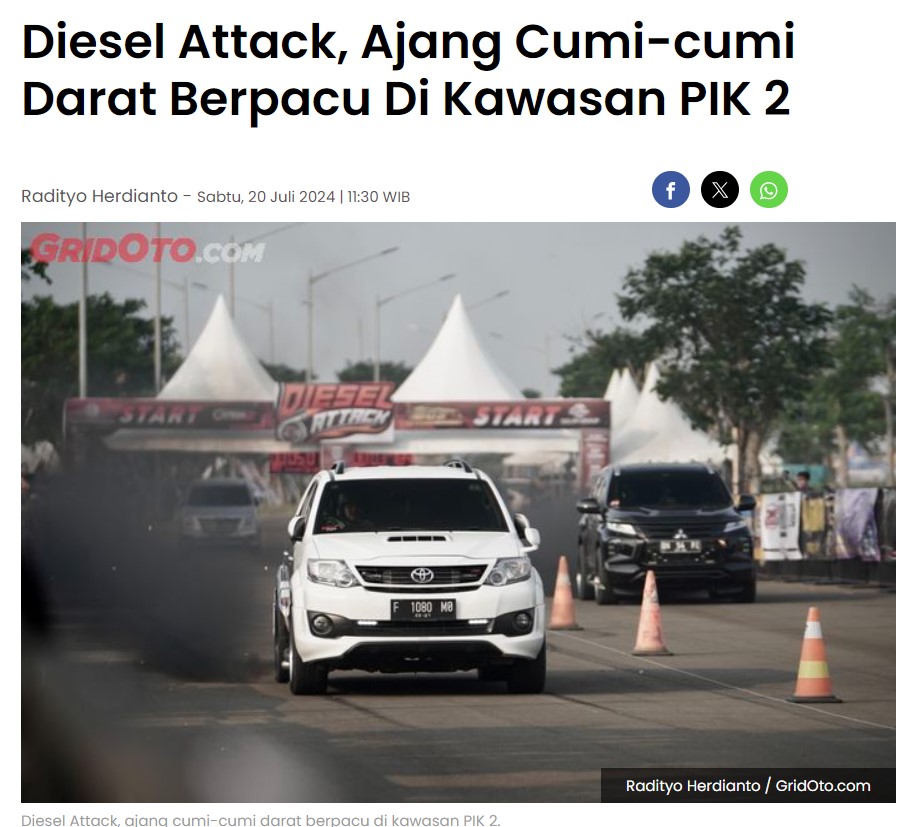 Diesel Attack, Ajang Cumi-cumi
Darat Berpacu Di Kawasan PIK 2
Radityo Herdianto - Sabtu, 20 Juli 2024 | 11:30 WIB
GRIDOTO.COM
DIESEL
ATTACK
START
START
F 1080 MO
Radityo Herdianto / GridOto.com
Diesel Attack, ajang cumi-cumi darat berpacu di kawasan PIK 2.